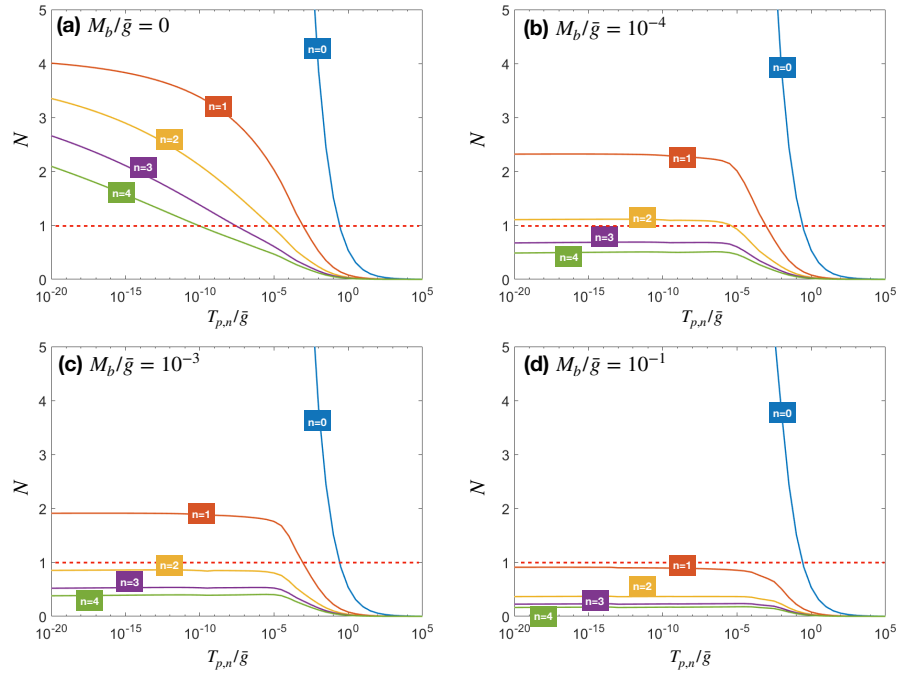 (a) M_b/ḡ = 0
5
4
3
2
1
0
N
n=0
n=1
n=2
n=3
n=4
10^-20
10^-15
10^-10
10^-5
10^0
10^5
T_{p,n}/ḡ
(b) M_b/ḡ = 10^-4
5
4
3
2
1
0
N
n=0
n=1
n=2
n=3
n=4
10^-20
10^-15
10^-10
10^-5
10^0
10^5
T_{p,n}/ḡ
(c) M_b/ḡ = 10^-3
5
4
3
2
1
0
N
n=0
n=1
n=2
n=3
n=4
10^-20
10^-15
10^-10
10^-5
10^0
10^5
T_{p,n}/ḡ
(d) M_b/ḡ = 10^-1
5
4
3
2
1
0
N
n=0
n=1
n=2
n=3
n=4
10^-20
10^-15
10^-10
10^-5
10^0
10^5
T_{p,n}/ḡ